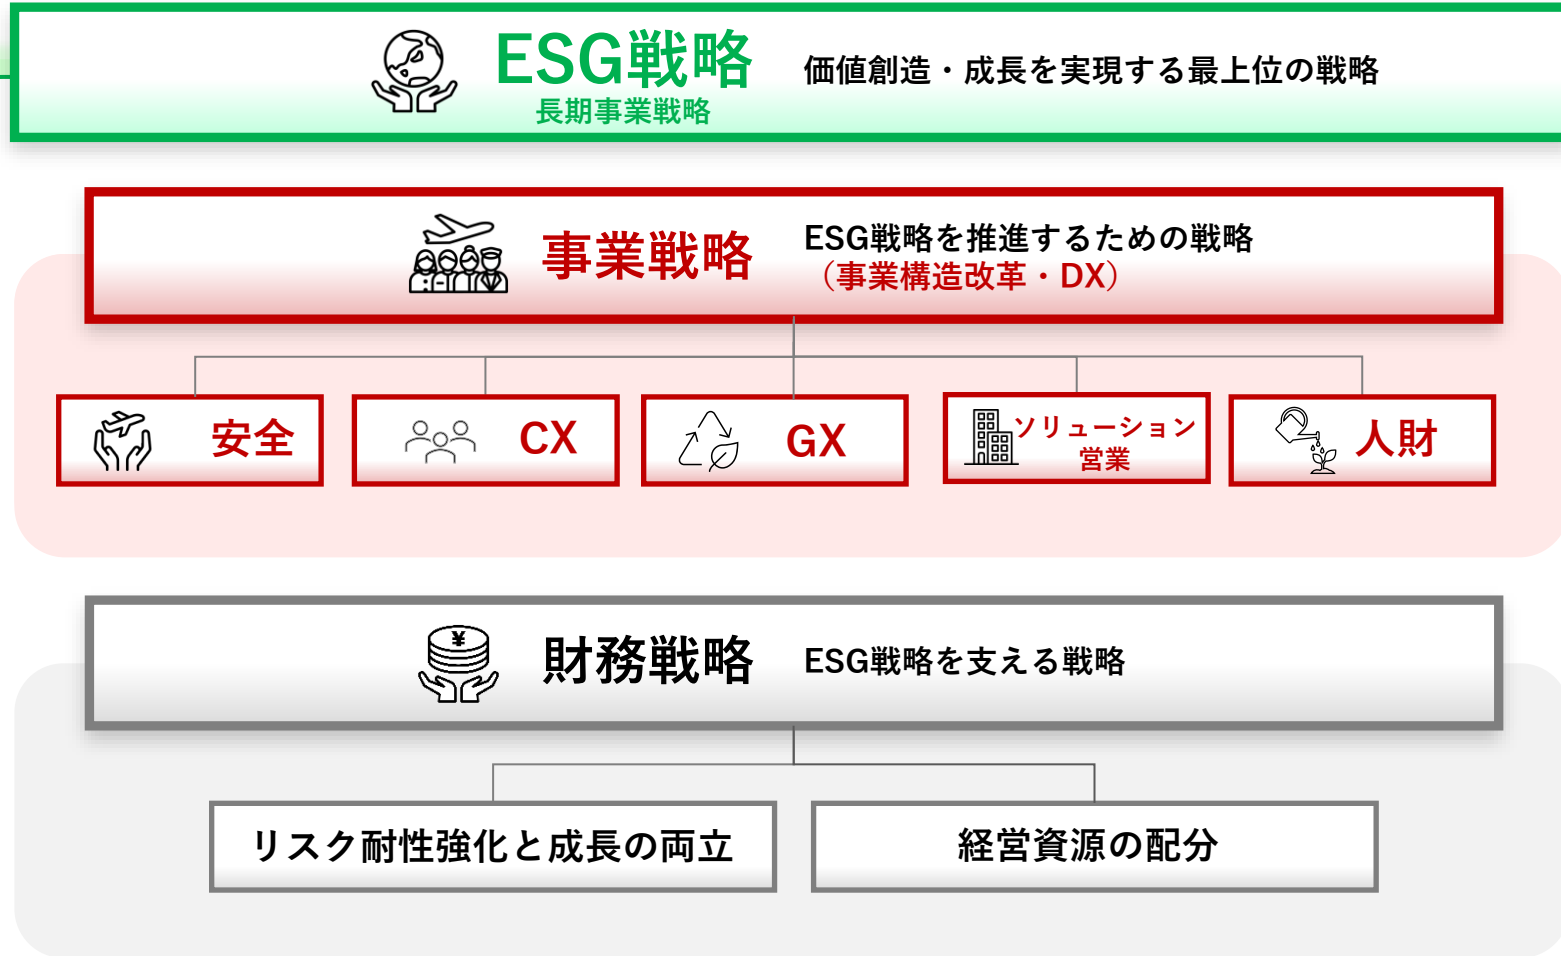 ESG戦略
長期事業戦略
価値創造・成長を実現する最上位の戦略
事業戦略
ESG戦略を推進するための戦略
（事業構造改革・DX）
安全
CX
GX
ソリューション
営業
人財
¥
財務戦略
ESG戦略を支える戦略
リスク耐性強化と成長の両立
経営資源の配分